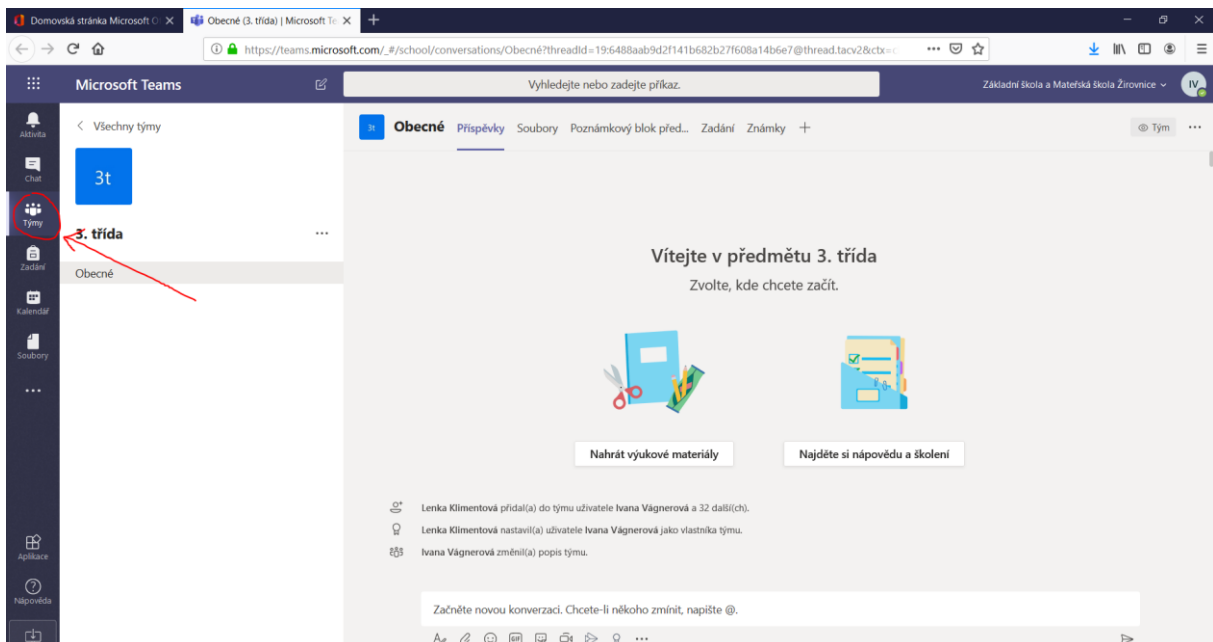 Domovská stránka Microsoft O
Obecné (3. třída) | Microsoft Te
https://teams.microsoft.com/_#/school/conversations/Obecné?threadId=19:6488aab9d2f141b682b27f608a14b6e7@thread.tacv2&ctx=c
Microsoft Teams
Vyhledejte nebo zadejte příkaz.
Základní škola a Mateřská škola Žirovnice
IV
Aktivita
Chat
Týmy
Zadání
Kalendář
Soubory
Aplikace
Nápověda
Všechny týmy
3t
3. třída
Obecné
3t
Obecné Příspěvky Soubory Poznámkový blok před... Zadání Známky
Tým
Vítejte v předmětu 3. třída
Zvolte, kde chcete začít.
Nahrát výukové materiály
Najděte si nápovědu a školení
Lenka Klimentová přidal(a) do týmu uživatele Ivana Vágnerová a 32 další(ch).
Lenka Klimentová nastavil(a) uživatele Ivana Vágnerová jako vlastníka týmu.
Ivana Vágnerová změnil(a) popis týmu.
Začněte novou konverzaci. Chcete-li někoho zmínit, napište @.
GIF